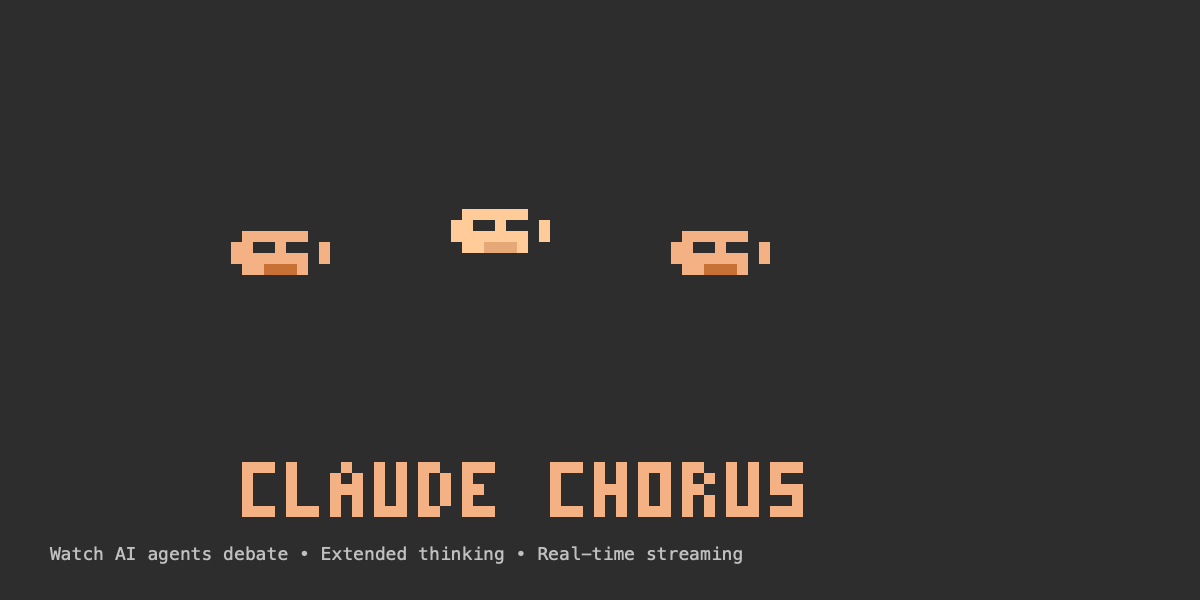 CLAUDE CHORUS
Watch AI agents debate • Extended thinking • Real-time streaming